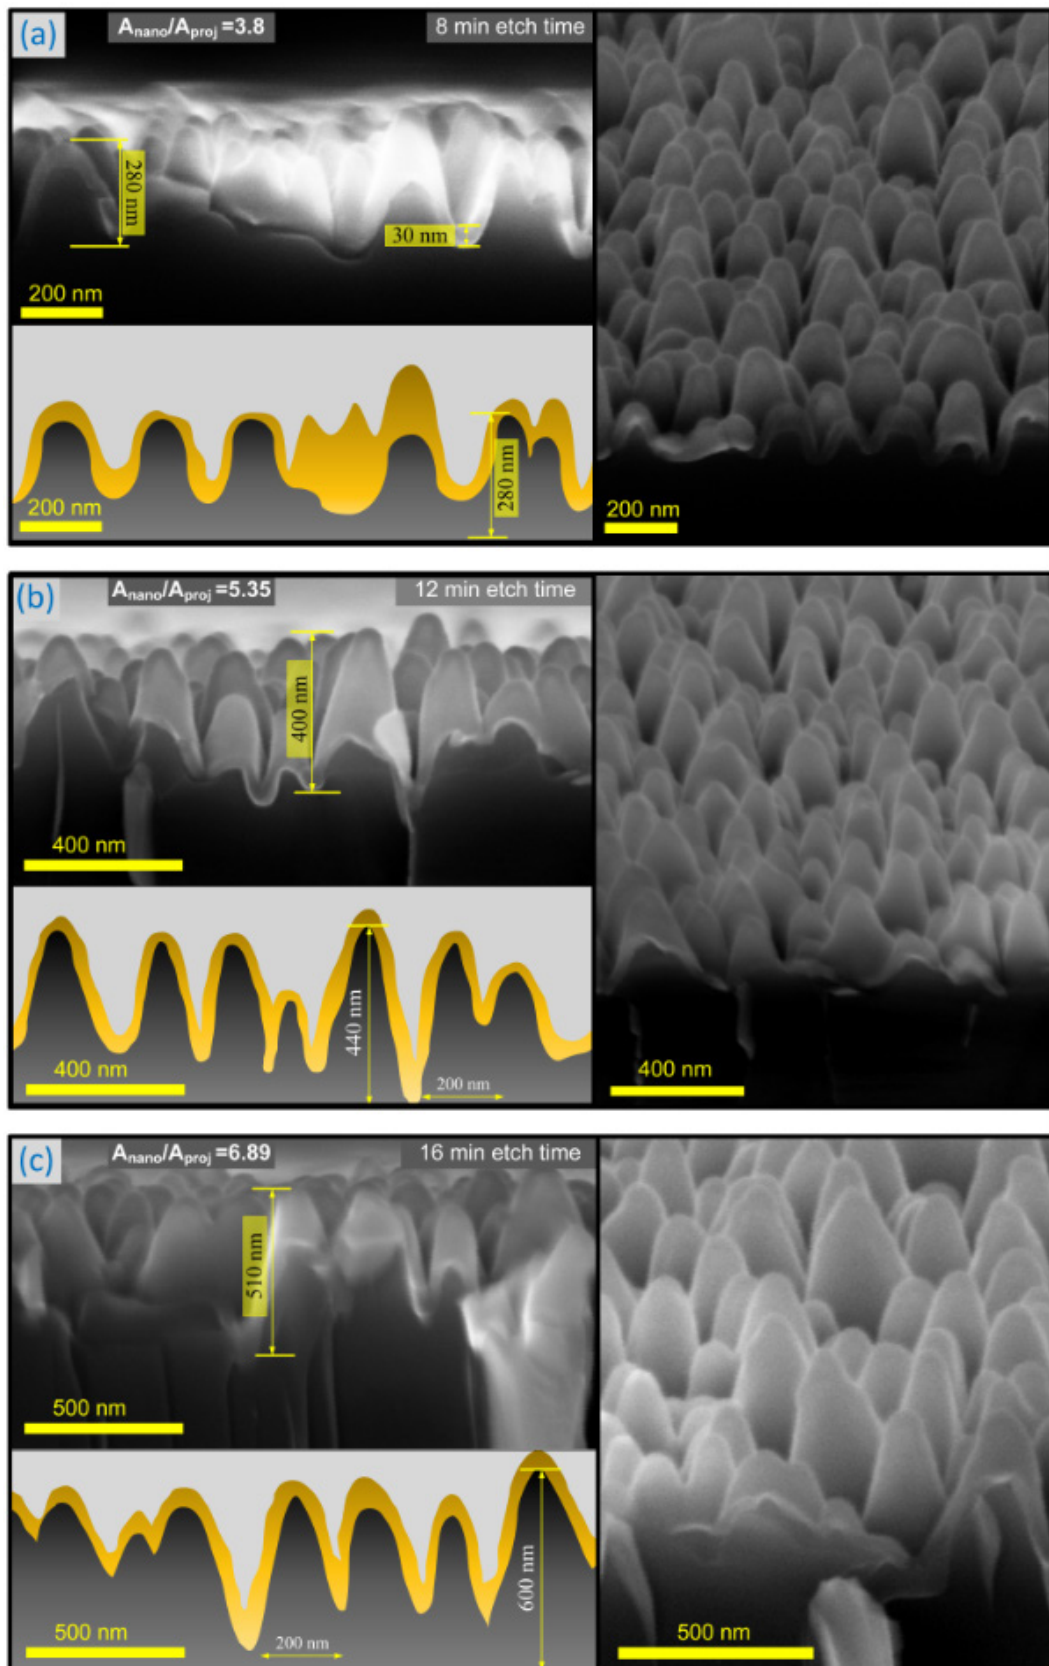 (a) Anano/Aproj=3.8 8 min etch time
280 nm
30 nm
200 nm
280 nm
200 nm
200 nm
(b) Anano/Aproj=5.35 12 min etch time
400 nm
400 nm
440 nm
200 nm
400 nm
400 nm
(c) Anano/Aproj=6.89 16 min etch time
510 nm
500 nm
600 nm
200 nm
500 nm
500 nm